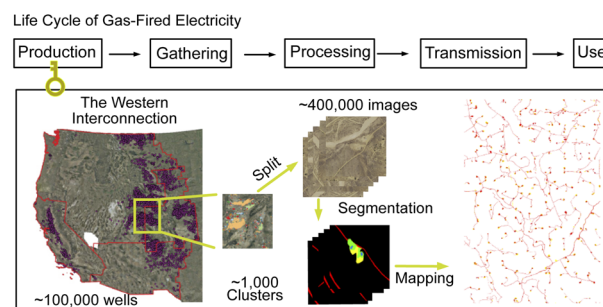 Life Cycle of Gas-Fired Electricity
Production
Gathering
Processing
Transmission
Use
The Western
Interconnection
~400,000 images
Split
Segmentation
~1,000
Clusters
Mapping
~100,000 wells